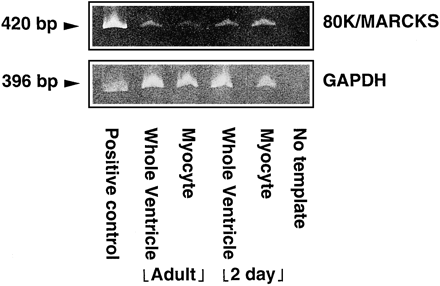 420 bp 80K/MARCKS
396 bp GAPDH
Positive control
Whole Ventricle
Myocyte
Whole Ventricle
Myocyte
No template
⌊Adult⌋ ⌊2 day⌋